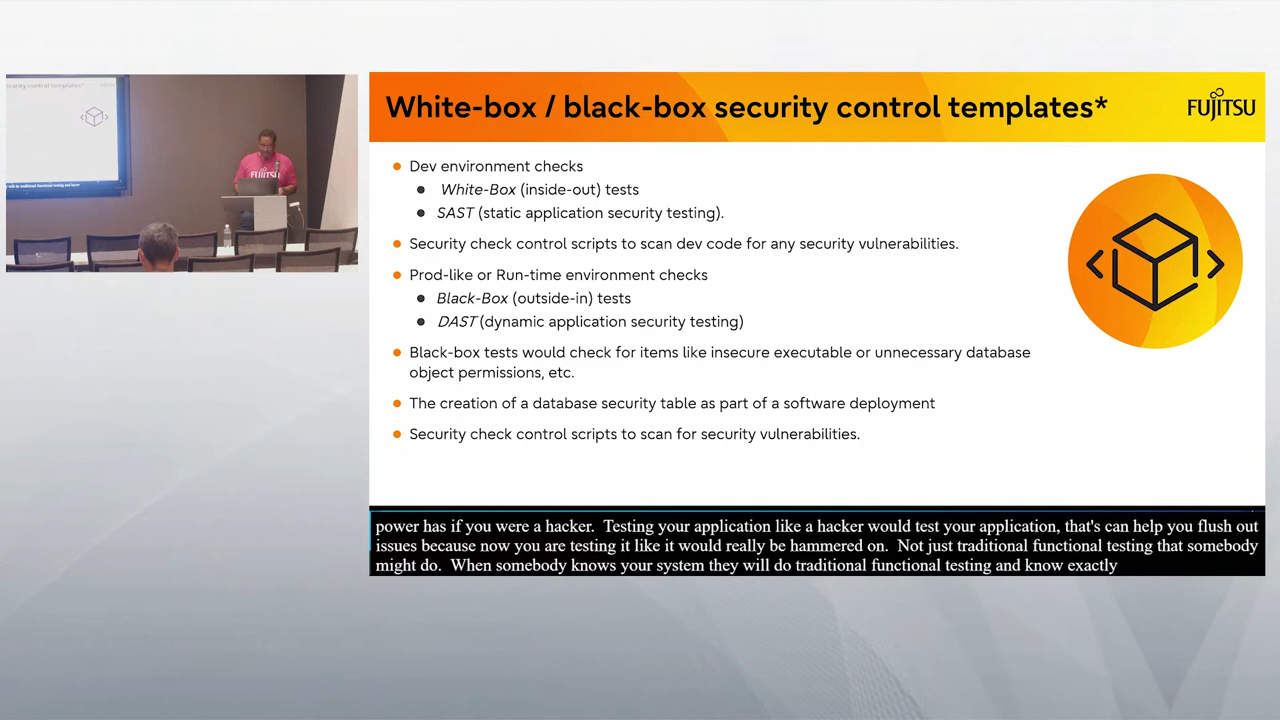 White-box / black-box security control templates*
FUJITSU
Dev environment checks
White-Box (inside-out) tests
SAST (static application security testing).
Security check control scripts to scan dev code for any security vulnerabilities.
Prod-like or Run-time environment checks
Black-Box (outside-in) tests
DAST (dynamic application security testing)
Black-box tests would check for items like insecure executable or unnecessary database
object permissions, etc.
The creation of a database security table as part of a software deployment
Security check control scripts to scan for security vulnerabilities.
power has if you were a hacker.  Testing your application like a hacker would test your application, that's can help you flush out
issues because now you are testing it like it would really be hammered on.  Not just traditional functional testing that somebody
might do.  When somebody knows your system they will do traditional functional testing and know exactly
ecurity control templates*
FUJITSU